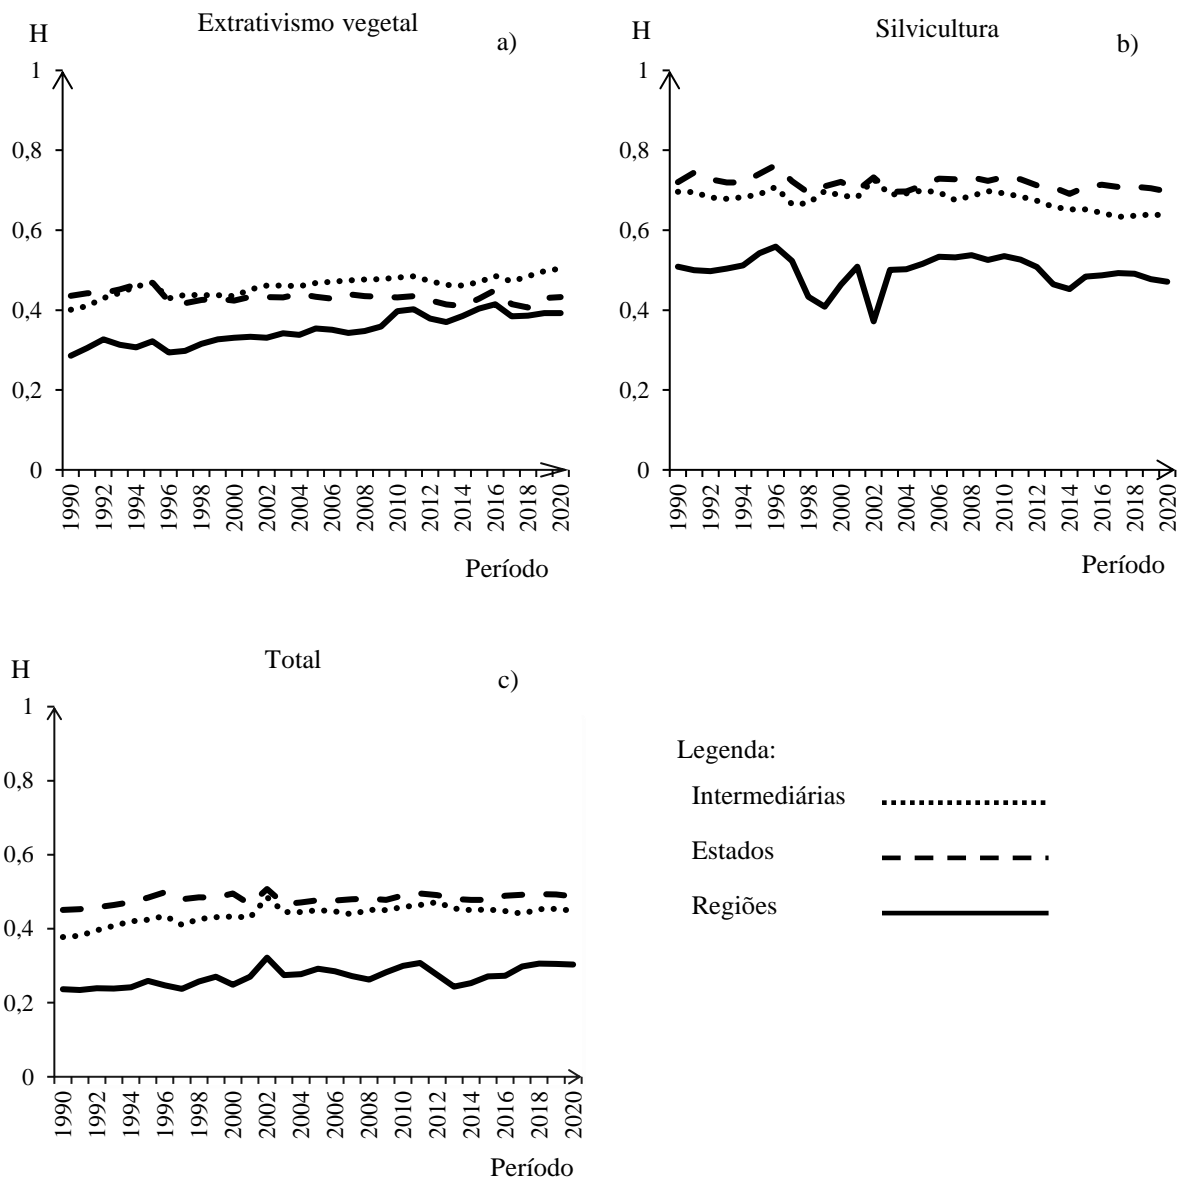 Extrativismo vegetal
H
a)
1
0,8
0,6
0,4
0,2
0
1990 1992 1994 1996 1998 2000 2002 2004 2006 2008 2010 2012 2014 2016 2018 2020
Período
Silvicultura
H
b)
1
0,8
0,6
0,4
0,2
0
1990 1992 1994 1996 1998 2000 2002 2004 2006 2008 2010 2012 2014 2016 2018 2020
Período
Total
H
c)
1
0,8
0,6
0,4
0,2
0
1990 1992 1994 1996 1998 2000 2002 2004 2006 2008 2010 2012 2014 2016 2018 2020
Período
Legenda:
Intermediárias
Estados
Regiões